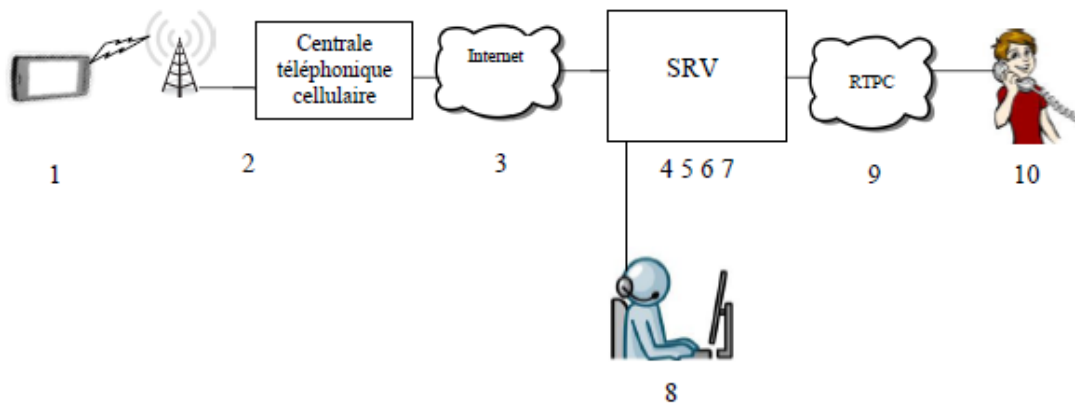 Centrale
téléphonique
cellulaire
Internet
SRV
RTPC
1
2
3
4 5 6 7
9
10
8